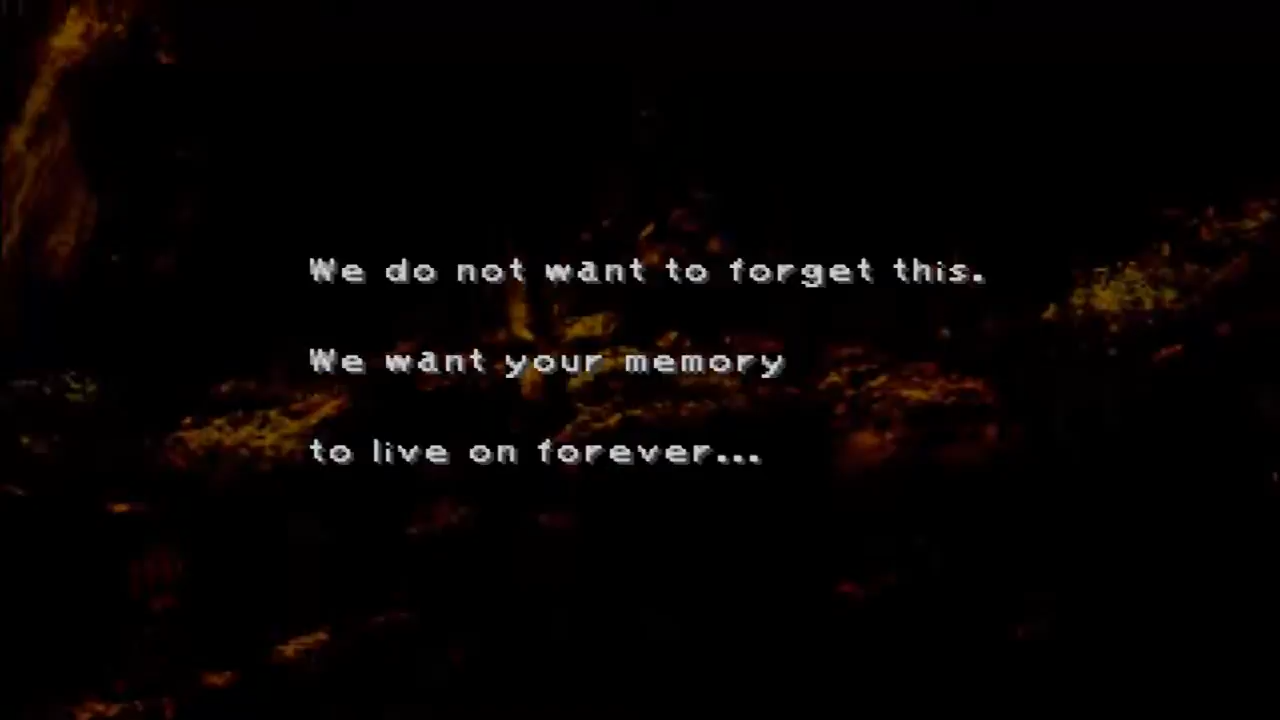 We do not want to forget this.
We want your memory
to live on forever...